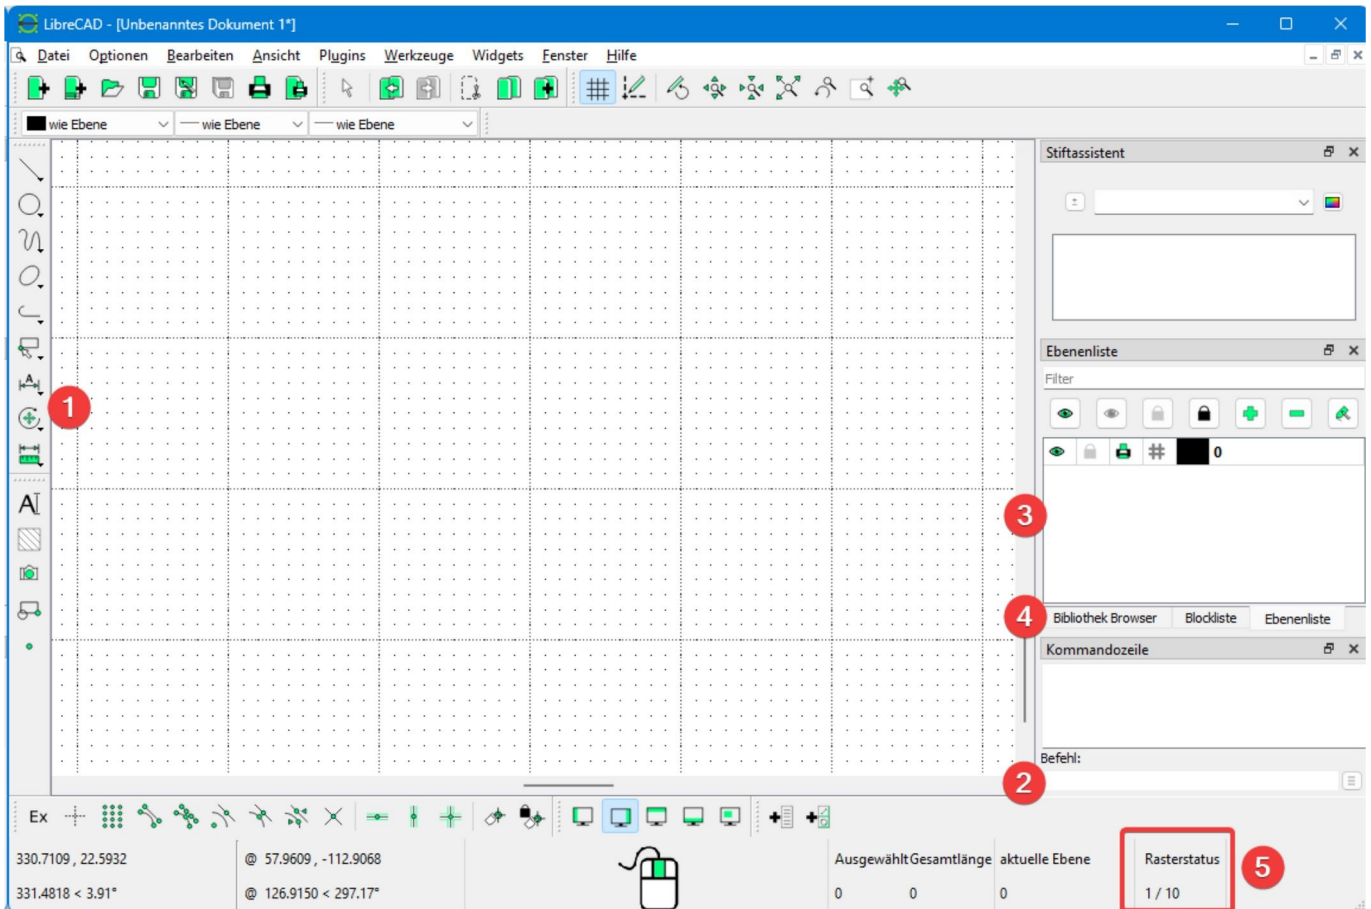 LibreCAD - [Unbenanntes Dokument 1*]
Datei Optionen Bearbeiten Ansicht Plugins Werkzeuge Widgets Fenster Hilfe
wie Ebene wie Ebene wie Ebene
Stiftassistent
Ebenenliste
Filter
0
A
1
A
3
4
Bibliothek Browser Blockliste Ebenenliste
Kommandozeile
Befehl:
2
Ex
330.7109 , 22.5932 @ 57.9609 , -112.9068 Ausgewählt Gesamtlänge aktuelle Ebene Rasterstatus
5
331.4818 < 3.91° @ 126.9150 < 297.17° 0 0 0 1 / 10